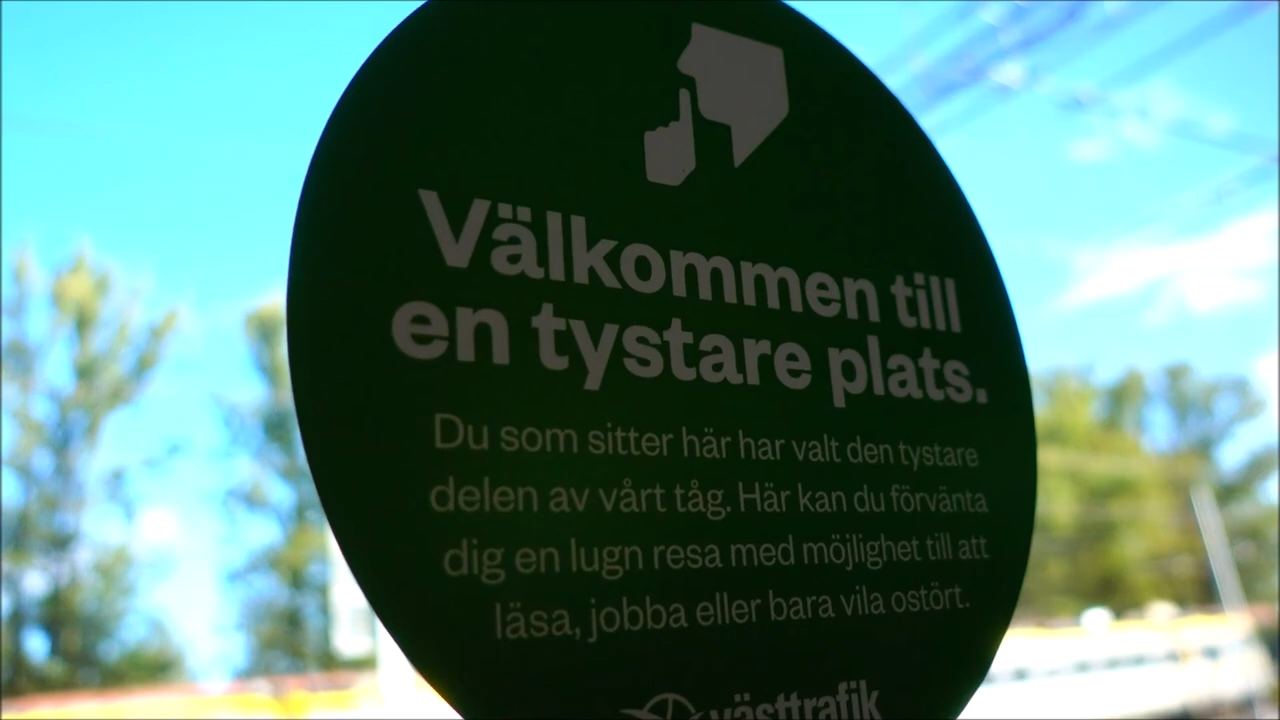 Välkommen till
en tystare plats.
Du som sitter här har valt den tystare
delen av vårt tåg. Här kan du förvänta
dig en lugn resa med möjlighet till att
läsa, jobba eller bara vila ostört.
västtrafik